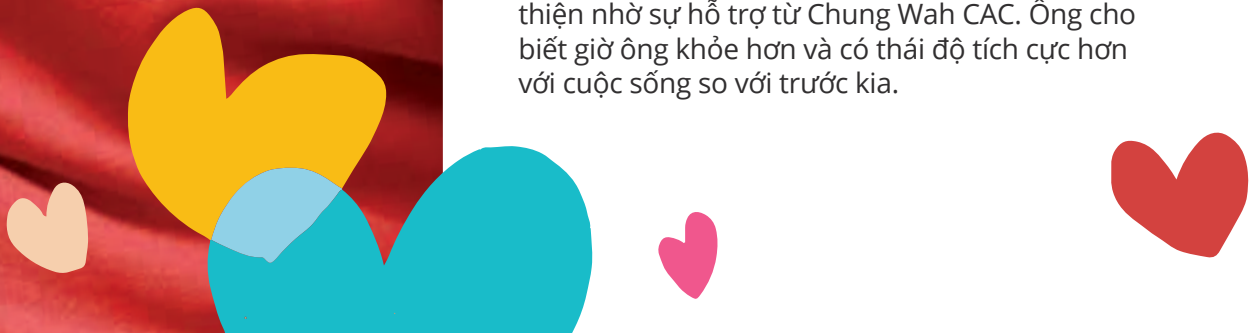 thiện nhờ sự hỗ trợ từ Chung Wah CAC. Ông cho
biết giờ ông khỏe hơn và có thái độ tích cực hơn
với cuộc sống so với trước kia.